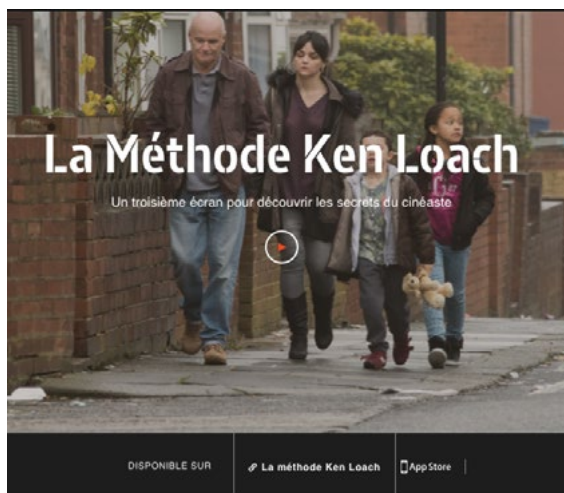 La Méthode Ken Loach
Un troisième écran pour découvrir les secrets du cinéaste
DISPONIBLE SUR
La méthode Ken Loach
App Store